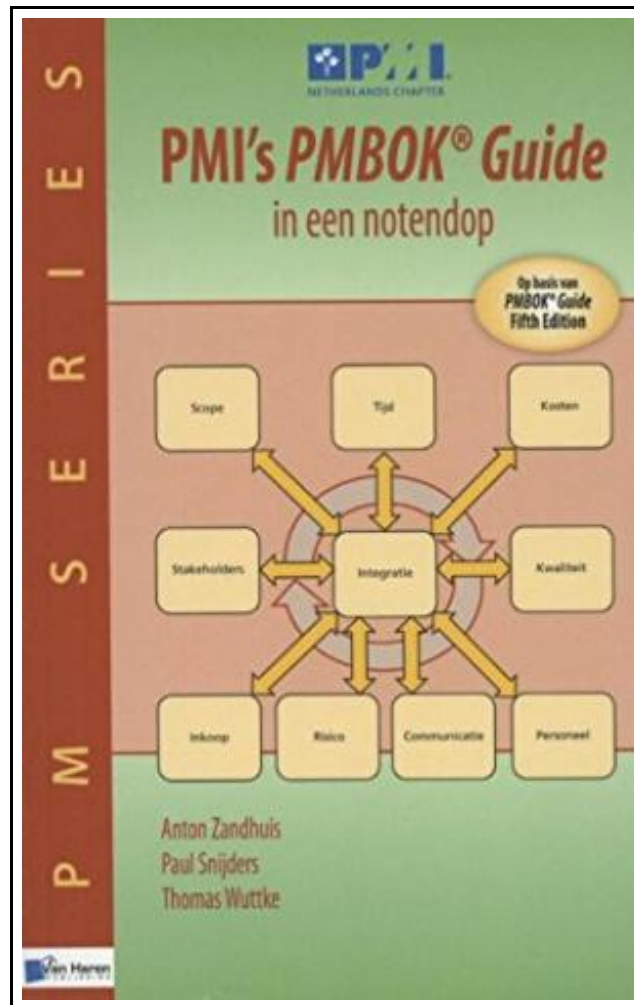 PM SERIES
PMI®
NETHERLANDS CHAPTER
PMI's PMBOK® Guide
in een notendop
Op basis van
PMBOK® Guide
Fifth Edition
Scope
Tijd
Kosten
Stakeholders
Integratie
Kwaliteit
Inkoop
Risico
Communicatie
Personeel
Anton Zandhuis
Paul Snijders
Thomas Wuttke
Van Haren
PUBLISHING